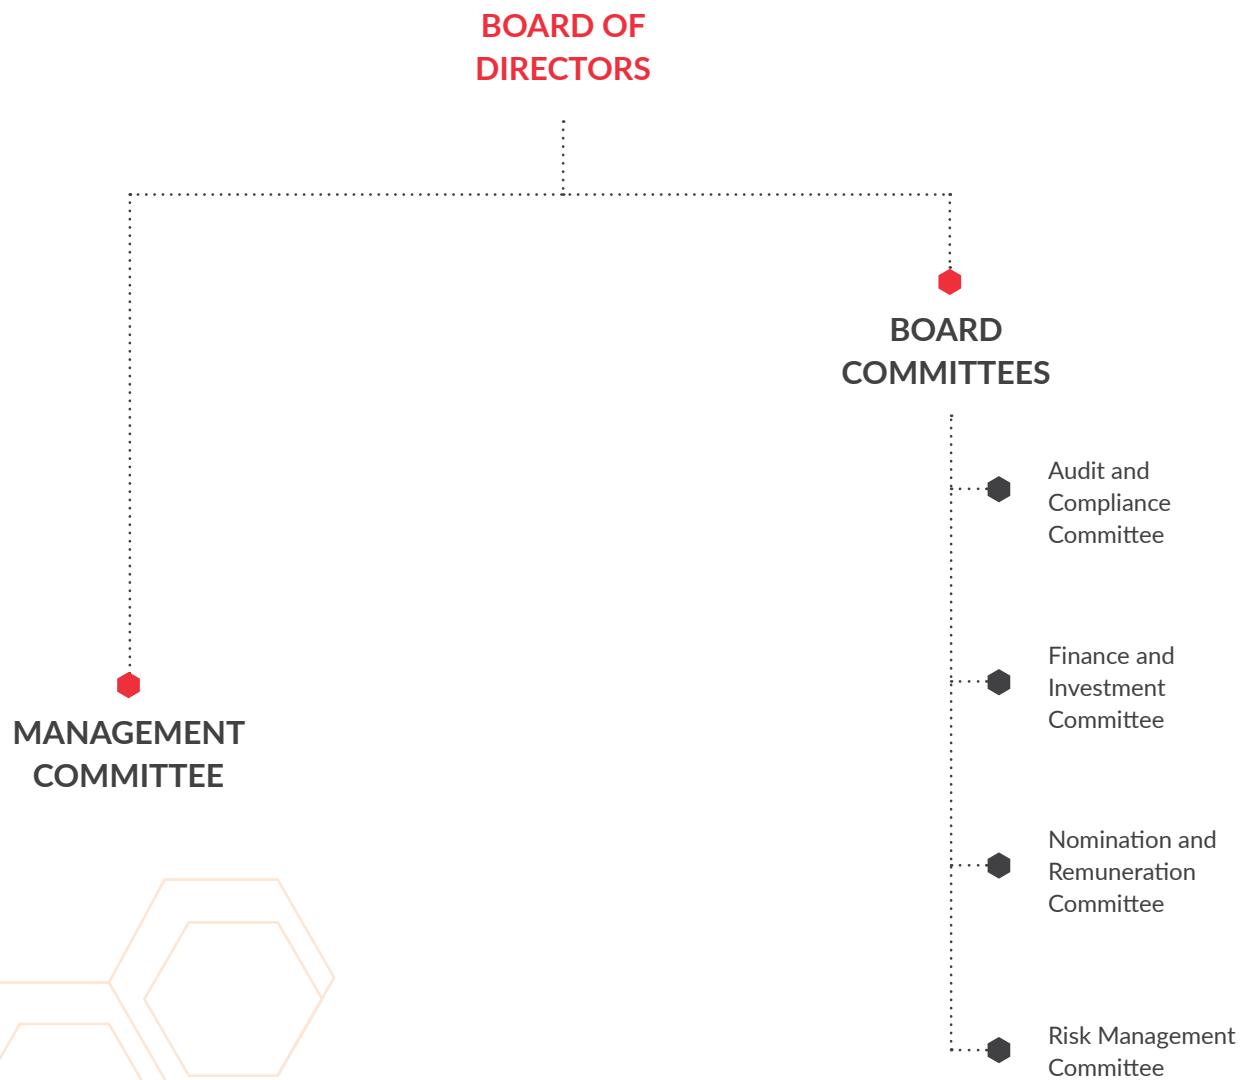 BOARD OF
DIRECTORS
BOARD
COMMITTEES
Audit and
Compliance
Committee
Finance and
Investment
Committee
MANAGEMENT
COMMITTEE
Nomination and
Remuneration
Committee
Risk Management
Committee